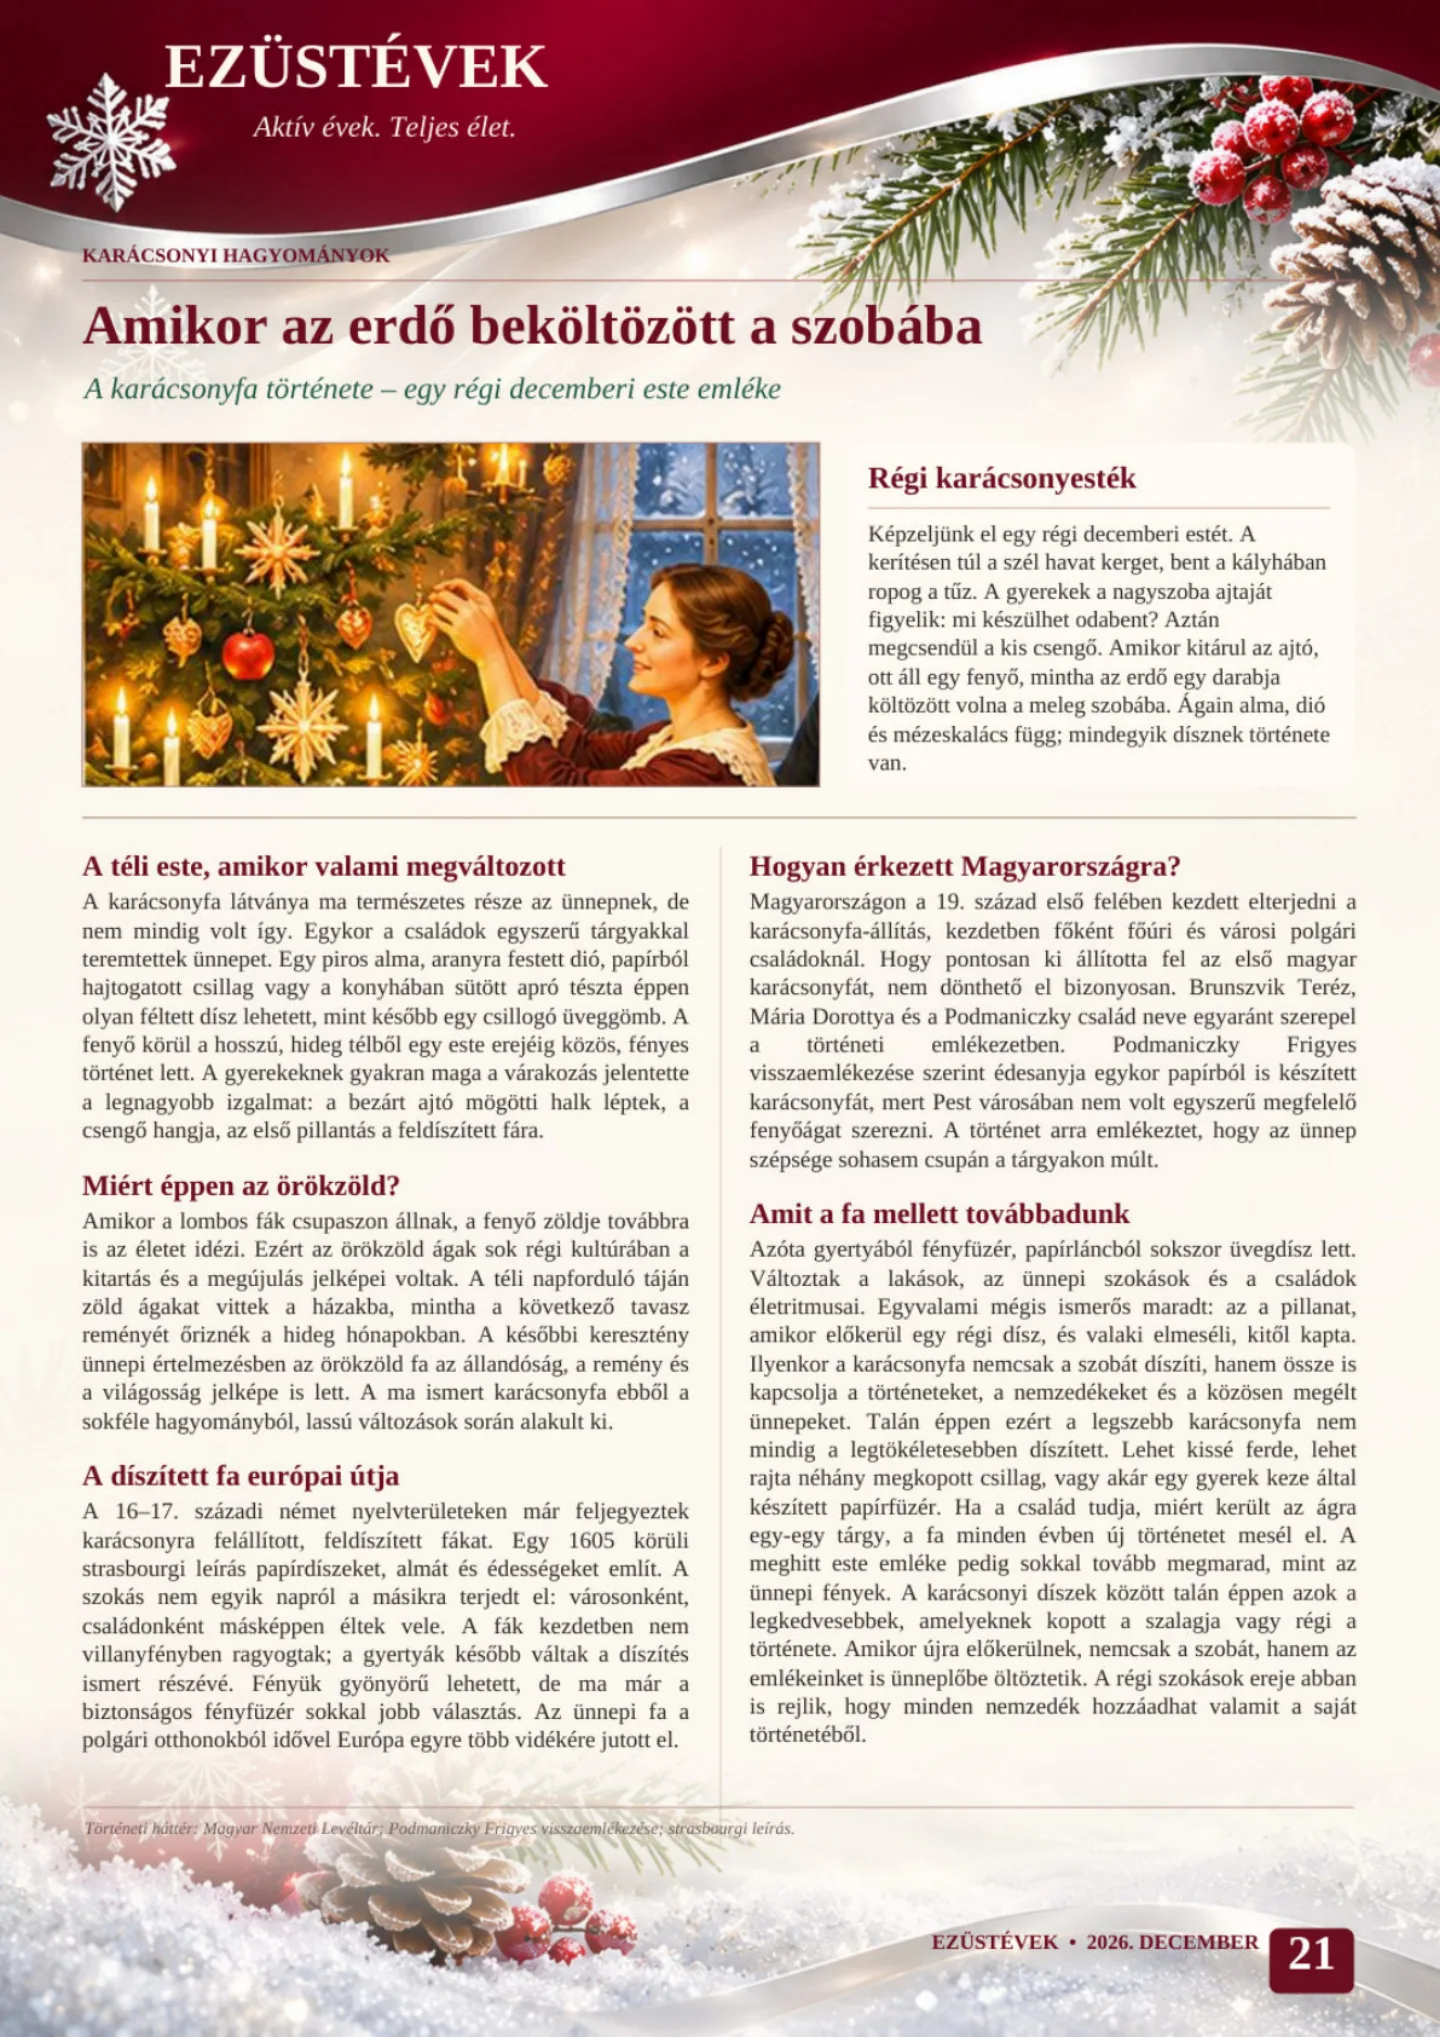 EZÜSTÉVEK
Aktív évek. Teljes élet.
KARÁCSONYI HAGYOMÁNYOK
Amikor az erdő beköltözött a szobába
A karácsonyfa története – egy régi decemberi este emléke
Régi karácsonyesték
Képzeljünk el egy régi decemberi estét. A
kerítésen túl a szél havat kerget, bent a kályhában
ropog a tűz. A gyerekek a nagyszoba ajtaját
figyelik: mi készülhet odabent? Aztán
megcsendül a kis csengő. Amikor kitárul az ajtó,
ott áll egy fenyő, mintha az erdő egy darabja
költözött volna a meleg szobába. Ágain alma, dió
és mézeskalács függ; mindegyik dísznek története
van.
A téli este, amikor valami megváltozott
A karácsonyfa látványa ma természetes része az ünnepnek, de
nem mindig volt így. Egykor a családok egyszerű tárgyakkal
teremtettek ünnepet. Egy piros alma, aranyra festett dió, papírból
hajtogatott csillag vagy a konyhában sütött apró tészta éppen
olyan féltett dísz lehetett, mint később egy csillogó üveggömb. A
fenyő körül a hosszú, hideg télből egy este erejéig közös, fényes
történet lett. A gyerekeknek gyakran maga a várakozás jelentette
a legnagyobb izgalmat: a bezárt ajtó mögötti halk léptek, a
csengő hangja, az első pillantás a feldíszített fára.
Miért éppen az örökzöld?
Amikor a lombos fák csupaszon állnak, a fenyő zöldje továbbra
is az életet idézi. Ezért az örökzöld ágak sok régi kultúrában a
kitartás és a megújulás jelképei voltak. A téli napforduló táján
zöld ágakat vittek a házakba, mintha a következő tavasz
reményét őriznék a hideg hónapokban. A későbbi keresztény
ünnepi értelmezésben az örökzöld fa az állandóság, a remény és
a világosság jelképe is lett. A ma ismert karácsonyfa ebből a
sokféle hagyományból, lassú változások során alakult ki.
A díszített fa európai útja
A 16–17. századi német nyelvterületeken már feljegyeztek
karácsonyra felállított, feldíszített fákat. Egy 1605 körüli
strasbourgi leírás papírdíszeket, almát és édességeket említ. A
szokás nem egyik napról a másikra terjedt el: városonként,
családonként másképpen éltek vele. A fák kezdetben nem
villanyfényben ragyogtak; a gyertyák később váltak a díszítés
ismert részévé. Fényük gyönyörű lehetett, de ma már a
biztonságos fényfüzér sokkal jobb választás. Az ünnepi fa a
polgári otthonokból idővel Európa egyre több vidékére jutott el.
Hogyan érkezett Magyarországra?
Magyarországon a 19. század első felében kezdett elterjedni a
karácsonyfa-állítás, kezdetben főként főúri és városi polgári
családoknál. Hogy pontosan ki állította fel az első magyar
karácsonyfát, nem dönthető el bizonyosan. Brunszvik Teréz,
Mária Dorottya és a Podmaniczky család neve egyaránt szerepel
a történeti emlékezetben. Podmaniczky Frigyes
visszaemlékezése szerint édesanyja egykor papírból is készített
karácsonyfát, mert Pest városában nem volt egyszerű megfelelő
fenyőágat szerezni. A történet arra emlékeztet, hogy az ünnep
szépsége sohasem csupán a tárgyakon múlt.
Amit a fa mellett továbbadunk
Azóta gyertyából fényfüzér, papírláncból sokszor üvegdísz lett.
Változtak a lakások, az ünnepi szokások és a családok
életritmusai. Egyvalami mégis ismerős maradt: az a pillanat,
amikor előkerül egy régi dísz, és valaki elmeséli, kitől kapta.
Ilyenkor a karácsonyfa nemcsak a szobát díszíti, hanem össze is
kapcsolja a történeteket, a nemzedékeket és a közösen megélt
ünnepeket. Talán éppen ezért a legszebb karácsonyfa nem
mindig a legtökéletesebben díszített. Lehet kissé ferde, lehet
rajta néhány megkopott csillag, vagy akár egy gyerek keze által
készített papírfüzér. Ha a család tudja, miért került az ágra
egy-egy tárgy, a fa minden évben új történetet mesél el. A
meghitt este emléke pedig sokkal tovább megmarad, mint az
ünnepi fények. A karácsonyi díszek között talán éppen azok a
legkedvesebbek, amelyeknek kopott a szalagja vagy régi a
története. Amikor újra előkerülnek, nemcsak a szobát, hanem az
emlékeinket is ünneplőbe öltöztetik. A régi szokások ereje abban
is rejlik, hogy minden nemzedék hozzáadhat valamit a saját
történetéből.
Történeti háttér: Magyar Nemzeti Levéltár; Podmaniczky Frigyes visszaemlékezése; strasbourgi leírás.
EZÜSTÉVEK • 2026. DECEMBER 21